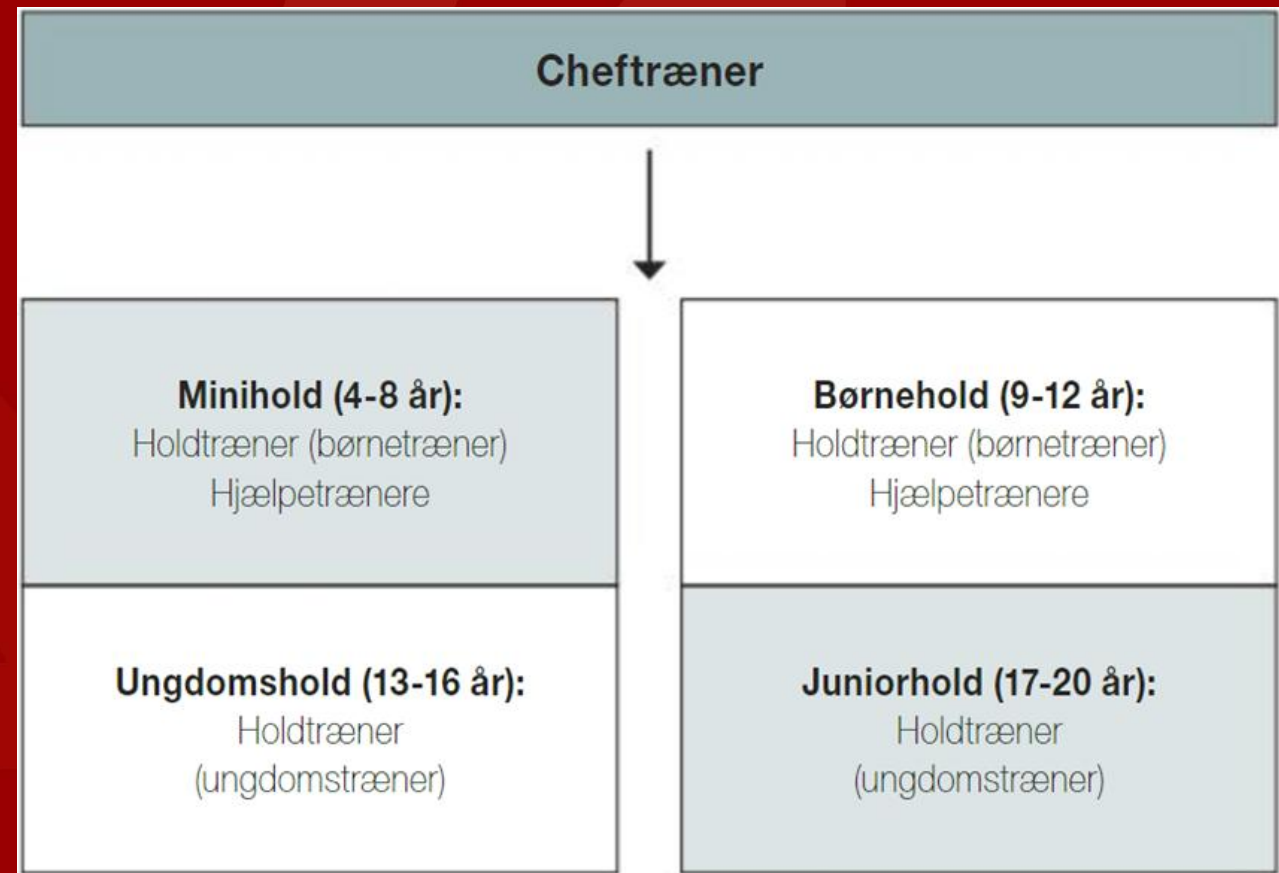 Cheftræner
Minihold (4-8 år):
Holdtræner (børnetræner)
Hjælpetrænere
Børnehold (9-12 år):
Holdtræner (børnetræner)
Hjælpetrænere
Ungdomshold (13-16 år):
Holdtræner
(ungdomstræner)
Juniorhold (17-20 år):
Holdtræner
(ungdomstræner)